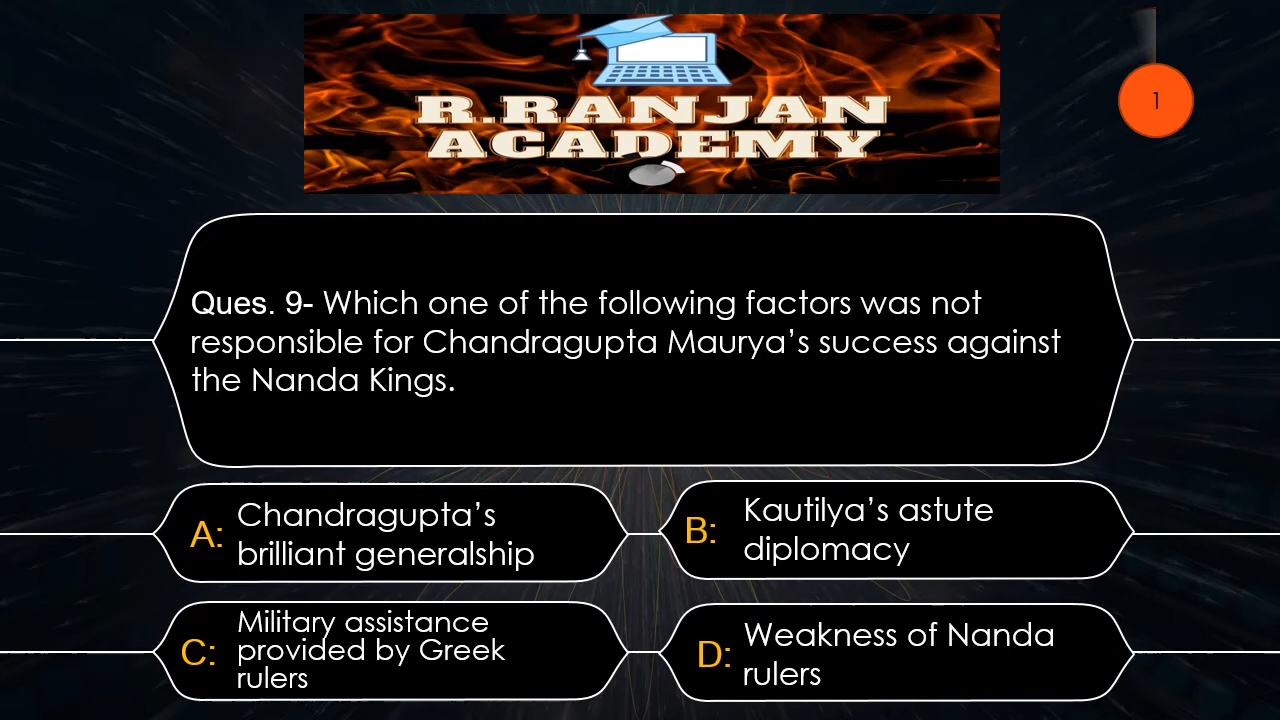 R.RANJAN
ACADEMY
1
Ques. 9- Which one of the following factors was not
responsible for Chandragupta Maurya’s success against
the Nanda Kings.
A: Chandragupta’s
brilliant generalship
B: Kautilya’s astute
diplomacy
C: Military assistance
provided by Greek
rulers
D: Weakness of Nanda
rulers